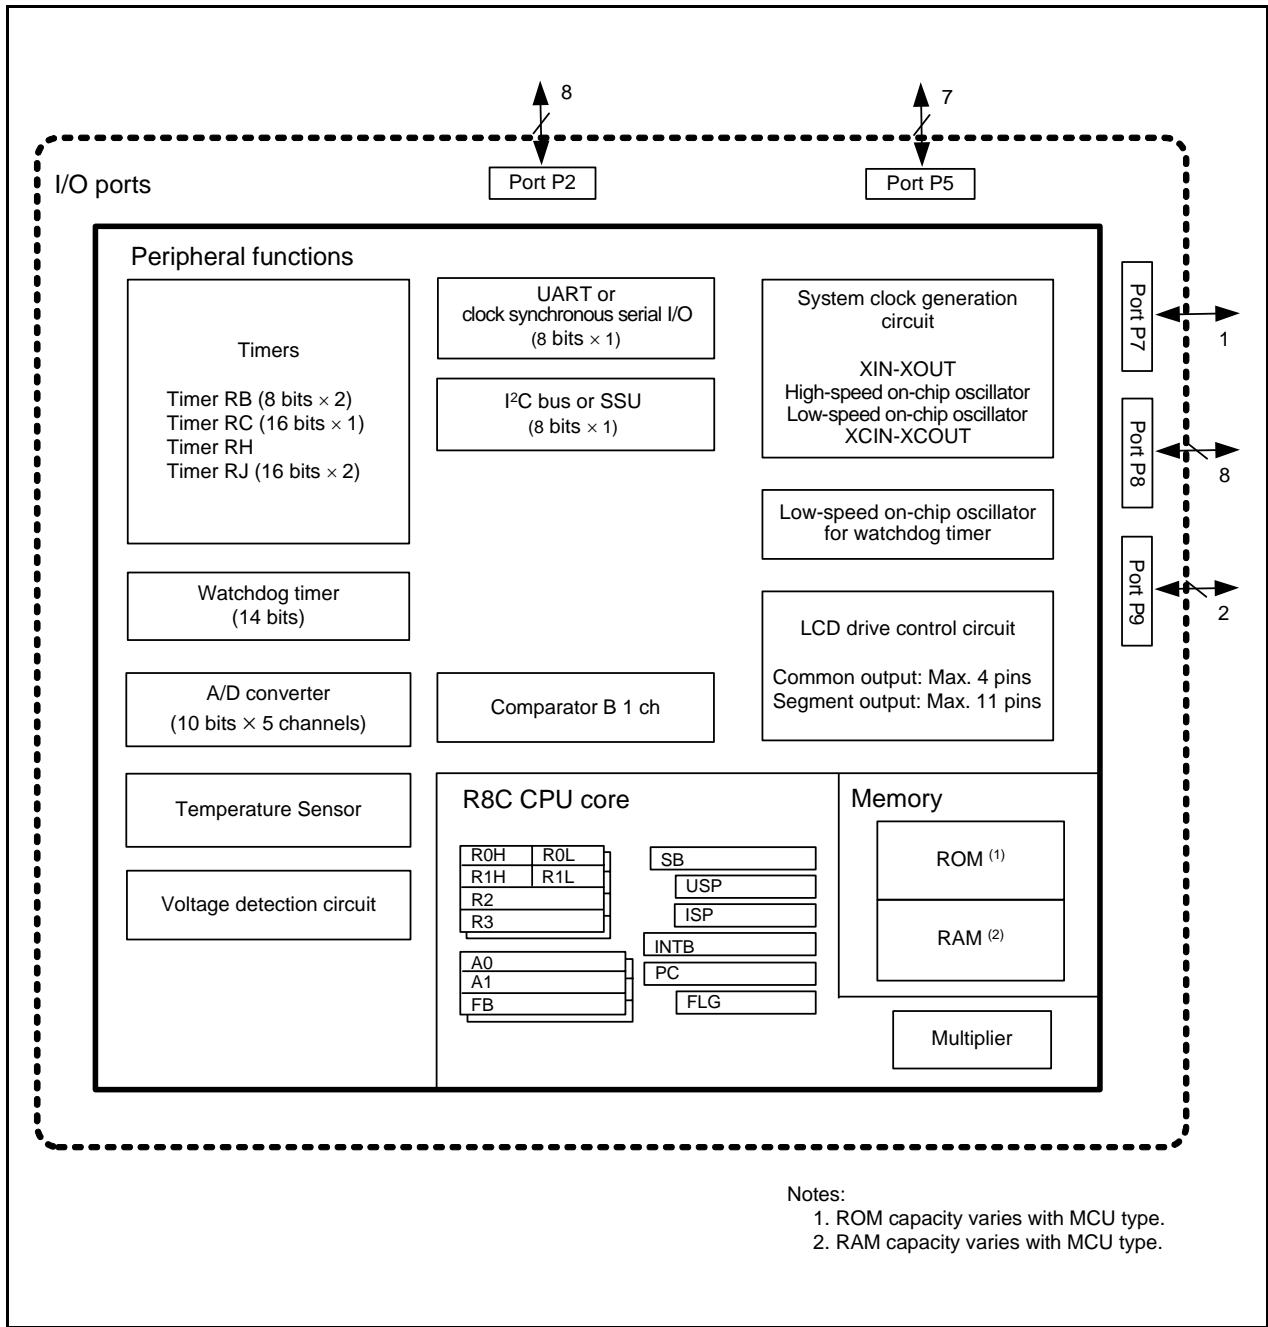 8
7
I/O ports
Port P2
Port P5
Peripheral functions
Timers
Timer RB (8 bits × 2)
Timer RC (16 bits × 1)
Timer RH
Timer RJ (16 bits × 2)
UART or
clock synchronous serial I/O
(8 bits × 1)
I²C bus or SSU
(8 bits × 1)
System clock generation
circuit
XIN-XOUT
High-speed on-chip oscillator
Low-speed on-chip oscillator
XCIN-XCOUT
Port P7
1
Port P8
8
Port P9
2
Low-speed on-chip oscillator
for watchdog timer
Watchdog timer
(14 bits)
LCD drive control circuit
Common output: Max. 4 pins
Segment output: Max. 11 pins
A/D converter
(10 bits × 5 channels)
Comparator B 1 ch
Temperature Sensor
Voltage detection circuit
R8C CPU core
R0H R0L
R1H R1L
R2
R3
A0
A1
FB
SB
USP
ISP
INTB
PC
FLG
Memory
ROM (1)
RAM (2)
Multiplier
Notes:
1. ROM capacity varies with MCU type.
2. RAM capacity varies with MCU type.